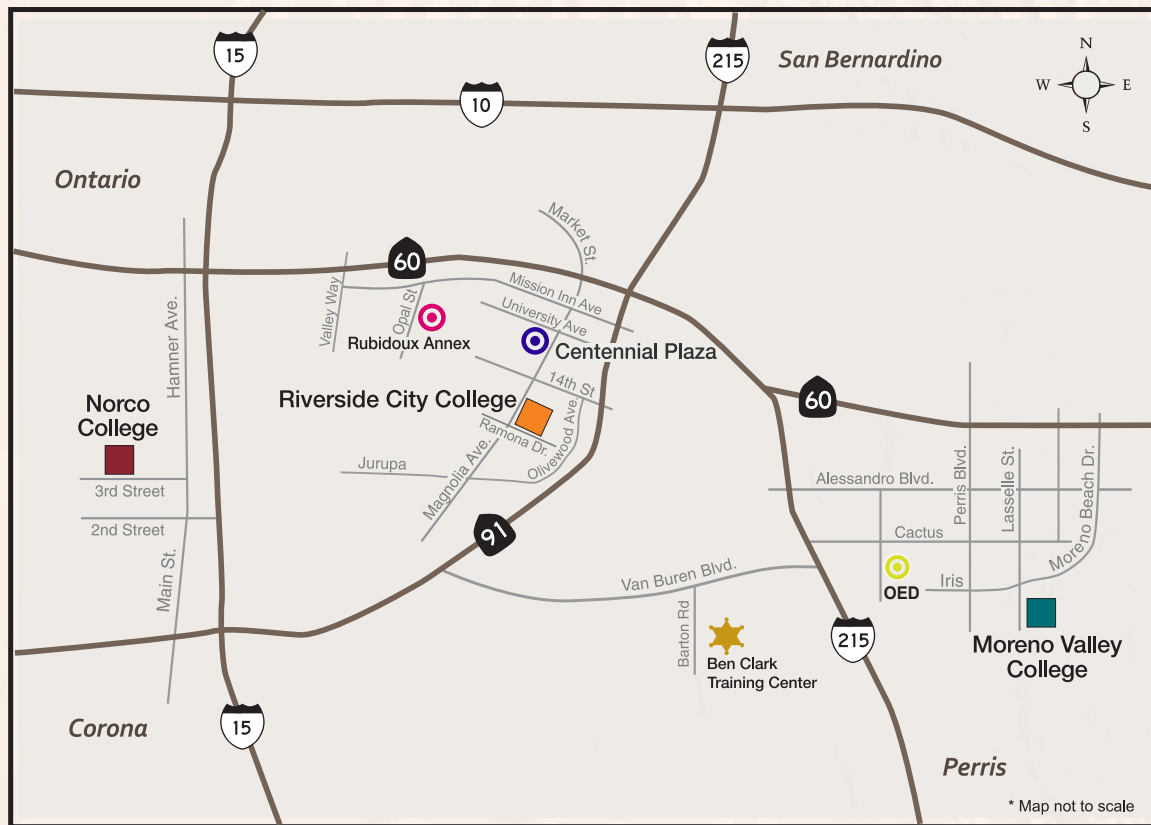 15
215
San Bernardino
N
W
E
S
10
Ontario
Market St.
60
Mission Inn Ave
Valley Way
Opal St
University Ave
Hamner Ave.
Rubidoux Annex
Centennial Plaza
14th St
60
Riverside City College
Norco
College
Olivewood Ave.
Ramona Dr.
Magnolia Ave.
Jurupa
3rd Street
2nd Street
Perris Blvd.
Lasselle St.
Moreno Beach Dr.
Alessandro Blvd.
Cactus
91
Main St.
Van Buren Blvd.
Iris
OED
Barton Rd
Ben Clark
Training Center
215
Moreno Valley
College
Corona
15
Perris
* Map not to scale